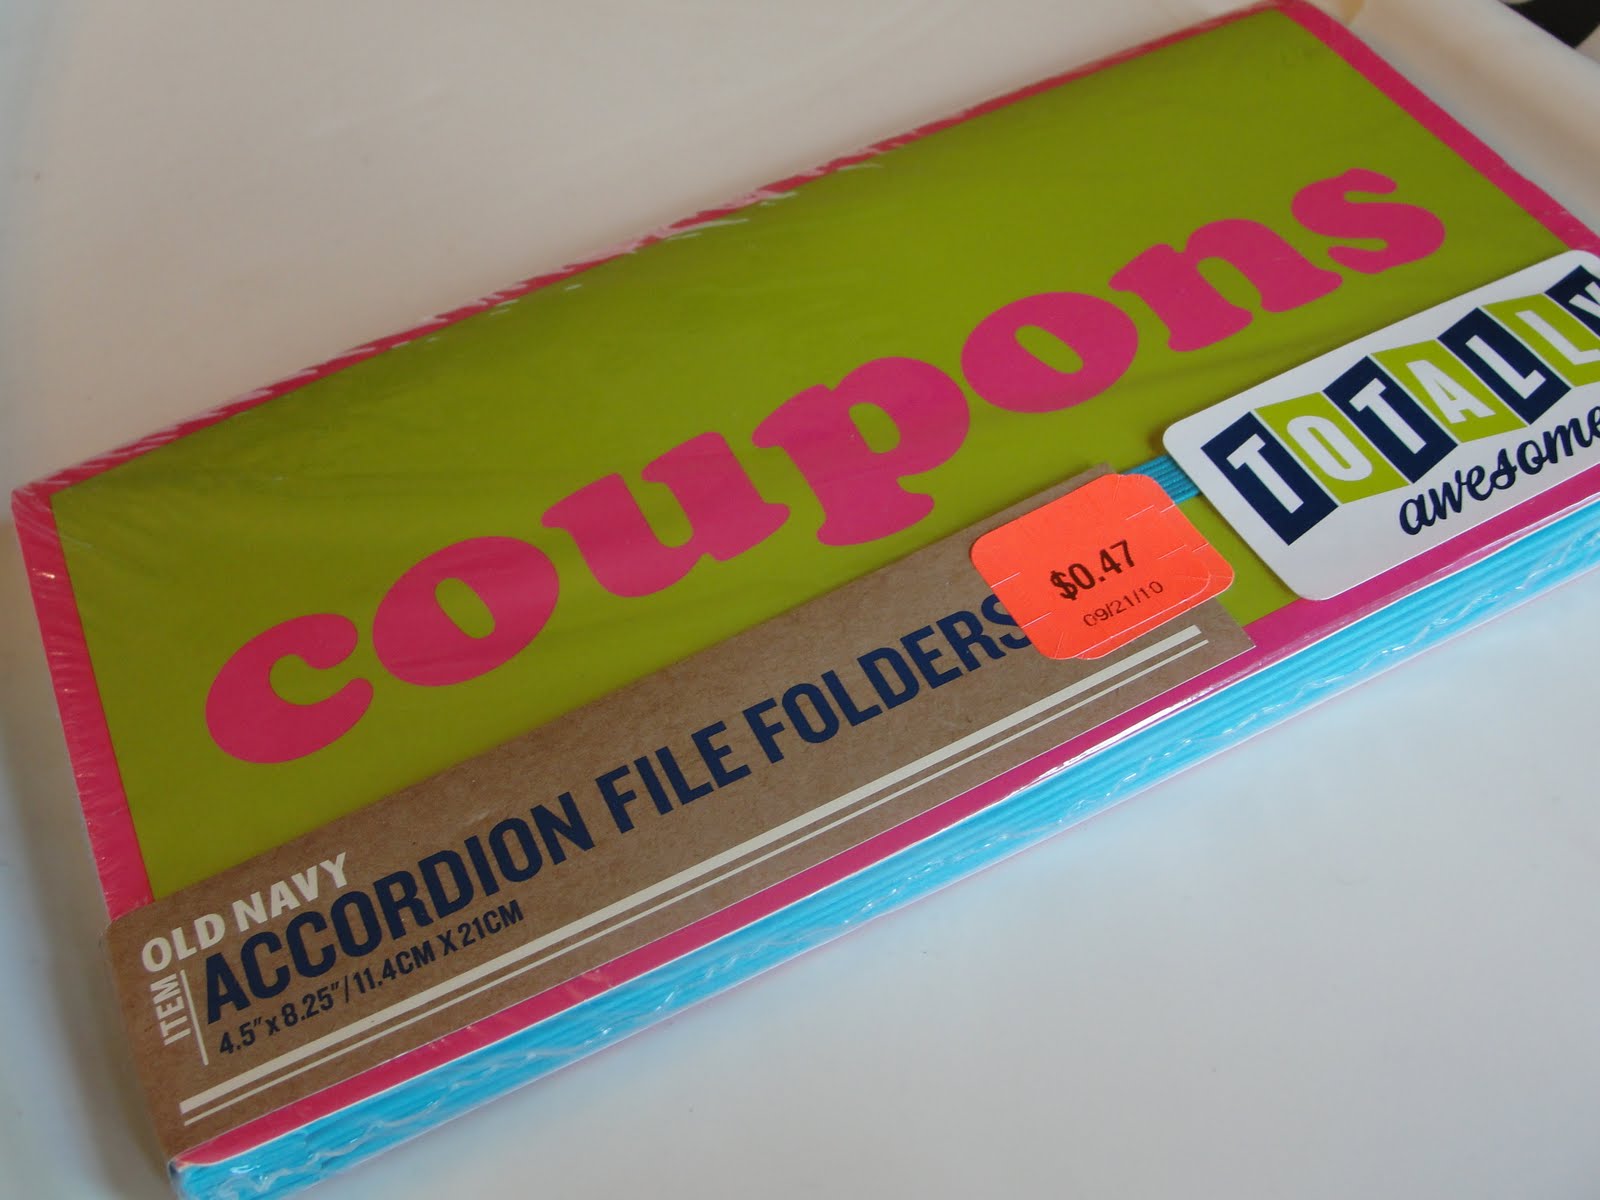 coupons
TOTALLY
awesome
$0.47
09/21/10
OLD NAVY
ITEM
ACCORDION FILE FOLDERS
4.5" x 8.25" / 11.4CM X 21CM